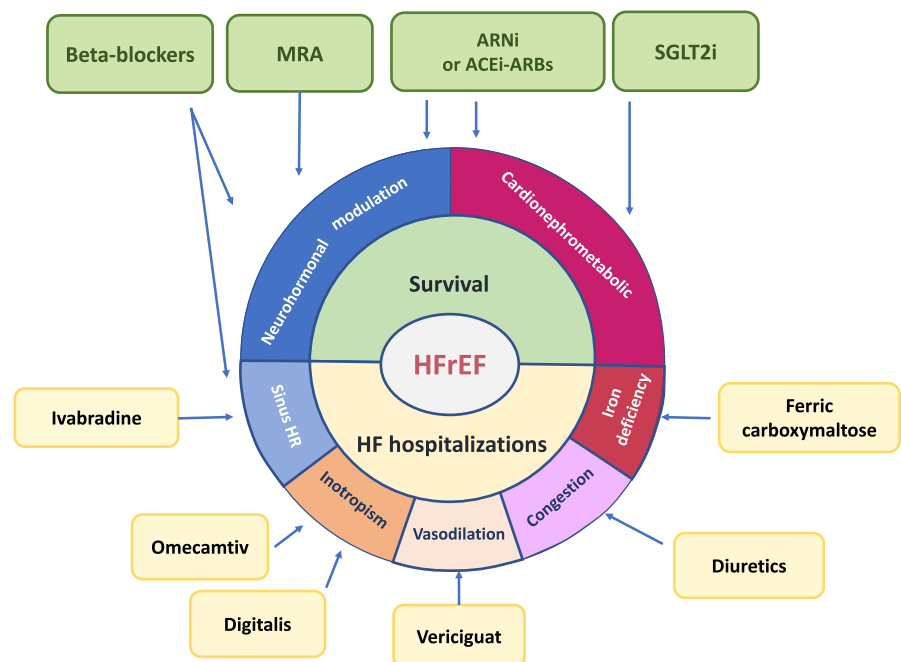 Beta-blockers
MRA
ARNi
or ACEi-ARBs
SGLT2i
Neurohormonal modulation
Cardionephrometabolic
Survival
HFrEF
HF hospitalizations
Sinus HR
Iron
deficiency
Inotropism
Vasodilation
Congestion
Ivabradine
Ferric
carboxymaltose
Omecamtiv
Diuretics
Digitalis
Vericiguat